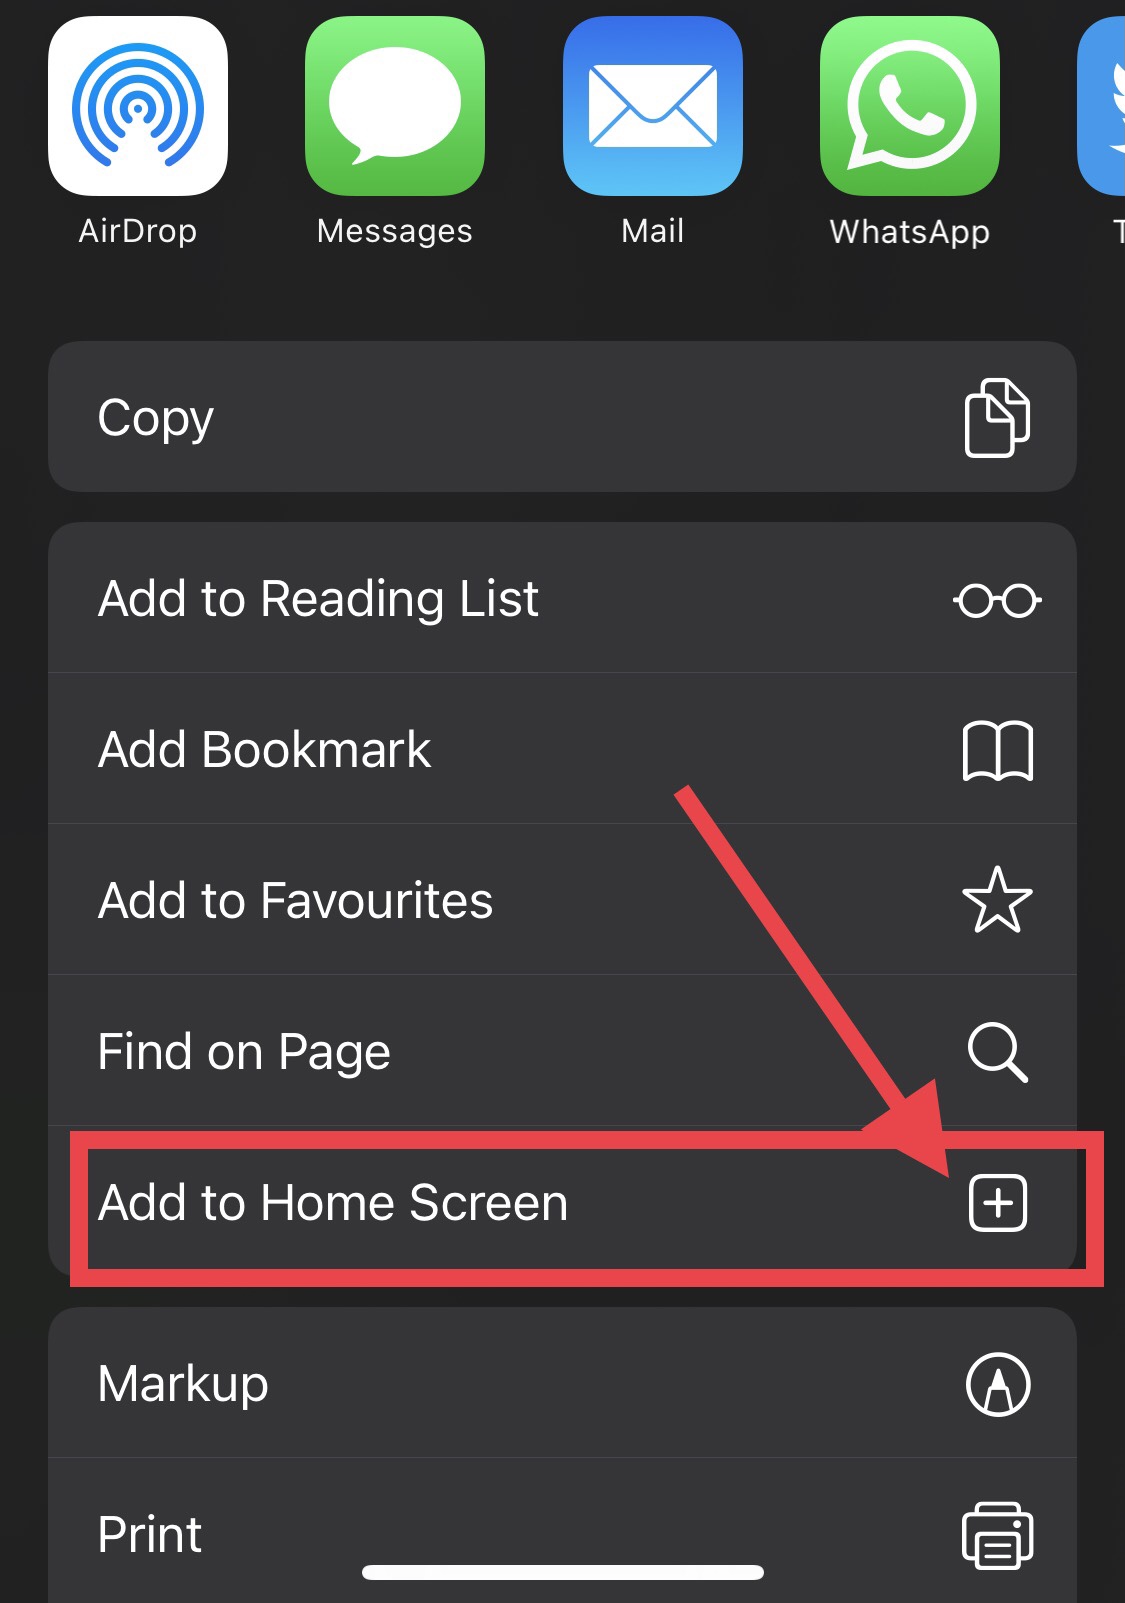 AirDrop
Messages
Mail
WhatsApp
Copy
Add to Reading List
Add Bookmark
Add to Favourites
Find on Page
Add to Home Screen
Markup
Print